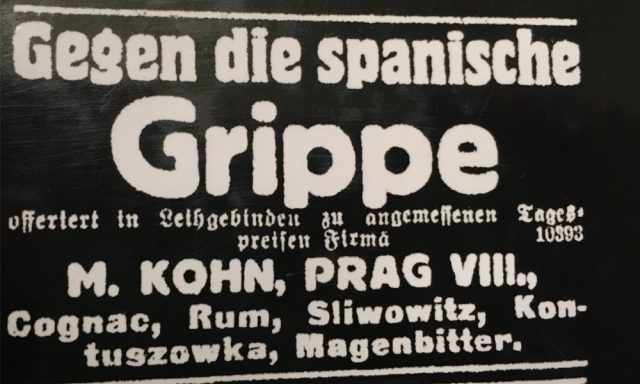 Gegen die spanische
Grippe
offeriert in Leihgebinden zu angemessenen Tages-
preisen Firma 10393
M. KOHN, PRAG VIII.,
Cognac, Rum, Sliwowitz, Kon-
tuszowka, Magenbitter.